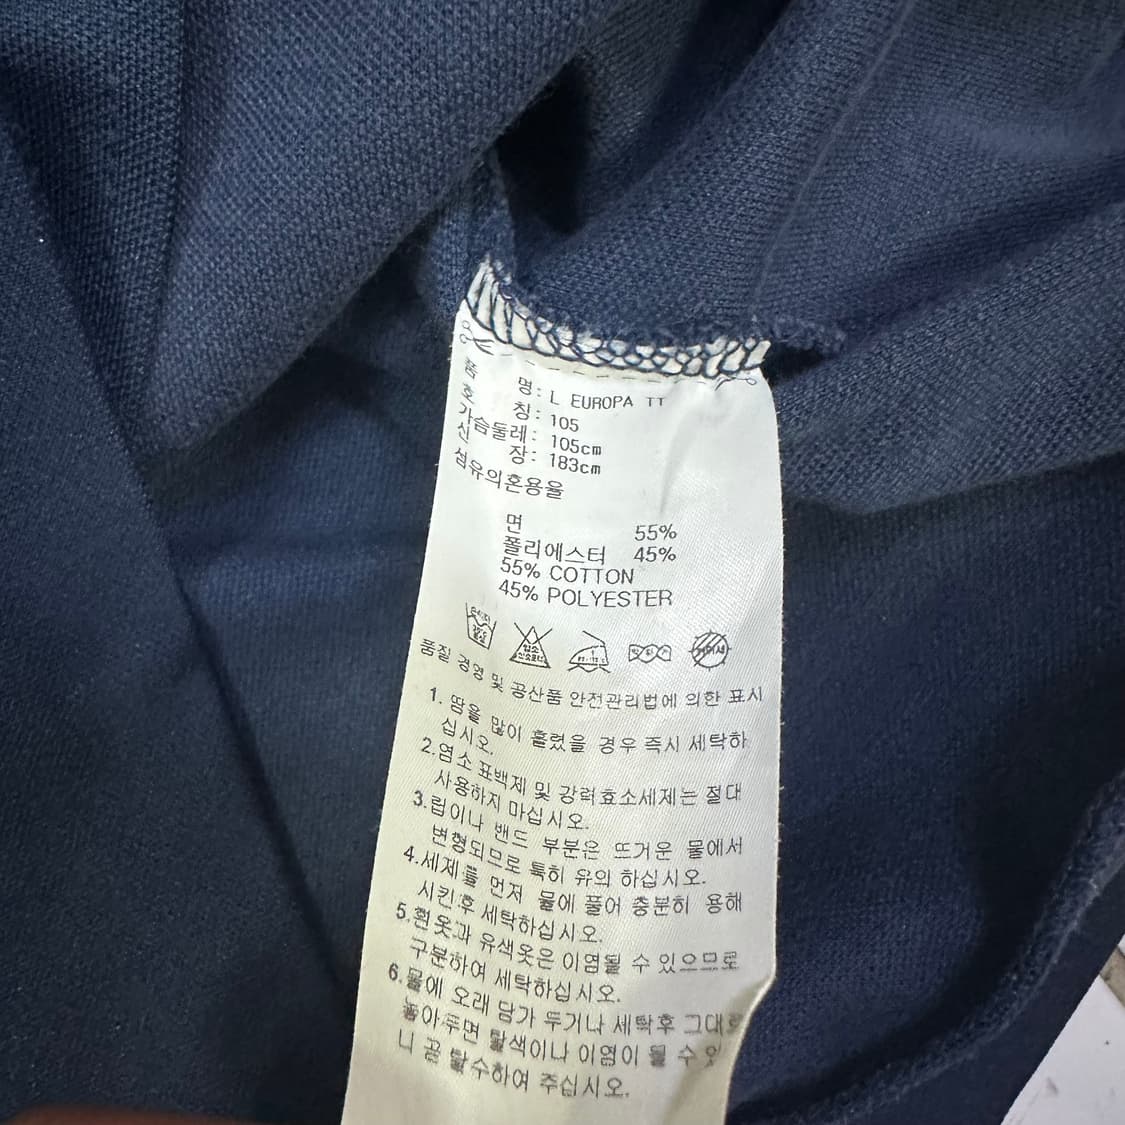 품 명: L EUROPA TT
호 칭: 105
가슴둘레: 105cm
신 장: 183cm
섬유의혼용율
면 55%
폴리에스터 45%
55% COTTON
45% POLYESTER
품질 경영 및 공산품 안전관리법에 의한 표시
1. 땀을 많이 흘렸을 경우 즉시 세탁하
십시오.
2.염소 표백제 및 강력효소세제는 절대
사용하지 마십시오.
3.립이나 밴드 부분은 뜨거운 물에서
변형되므로 특히 유의 하십시오.
4.세제를 먼저 물에 풀어 충분히 용해
시킨후 세탁하십시오.
5.흰옷과 유색옷은 이염될 수 있으므로
구분하여 세탁하십시오.
6.물에 오래 담가 두거나 세탁후 그대로
놓아두면 탈색이나 이염이 될 수
니 꼭 탈수하여 주십시오.